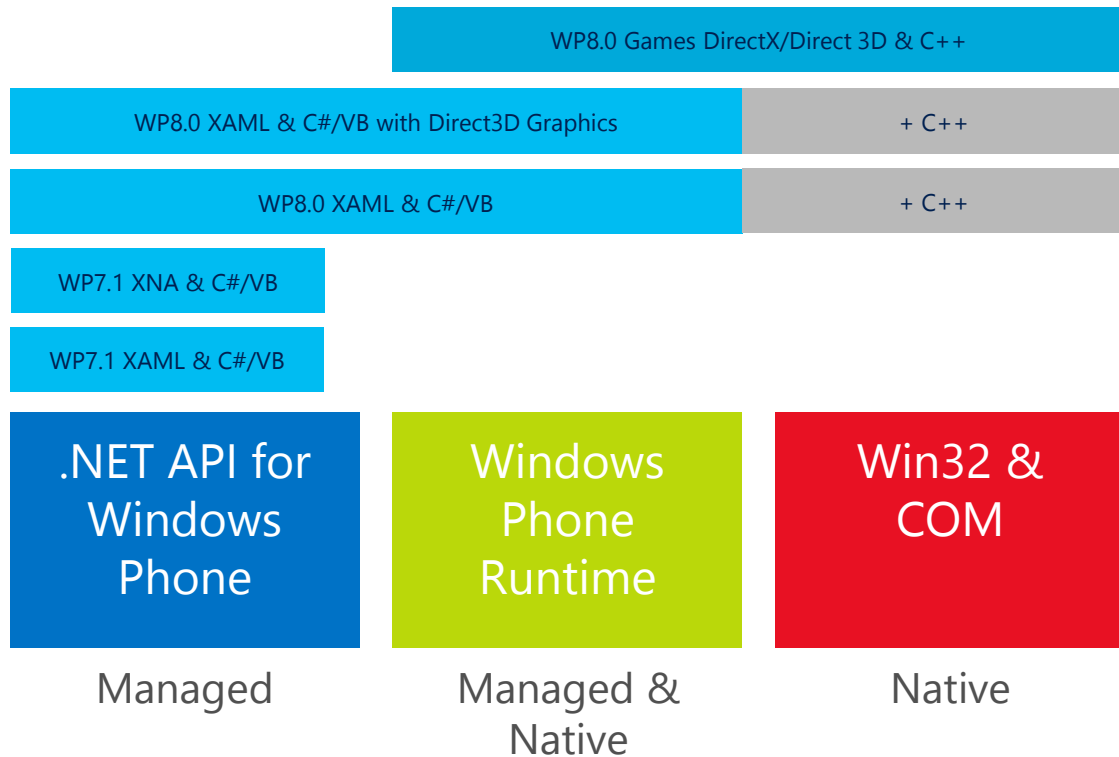 WP8.0 Games DirectX/Direct 3D & C++
WP8.0 XAML & C#/VB with Direct3D Graphics
+ C++
WP8.0 XAML & C#/VB
+ C++
WP7.1 XNA & C#/VB
WP7.1 XAML & C#/VB
.NET API for
Windows
Phone
Windows
Phone
Runtime
Win32 &
COM
Managed
Managed &
Native
Native